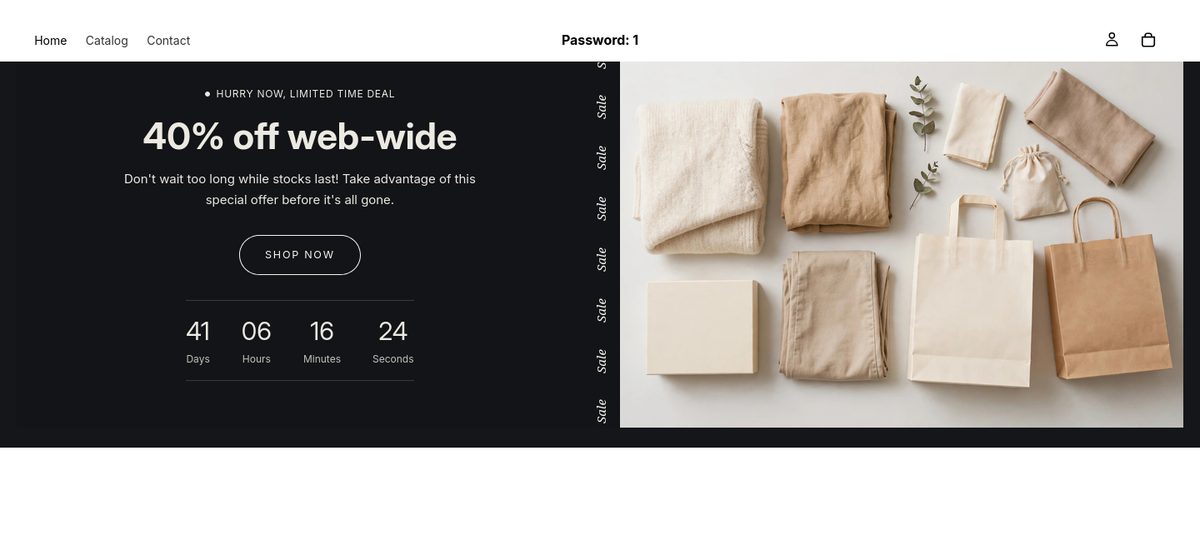 Home Catalog Contact
Password: 1
HURRY NOW, LIMITED TIME DEAL
40% off web-wide
Don't wait too long while stocks last! Take advantage of this
special offer before it's all gone.
SHOP NOW
41 06 16 24
Days Hours Minutes Seconds
S
Sale
Sale
Sale
Sale
Sale
Sale
Sale